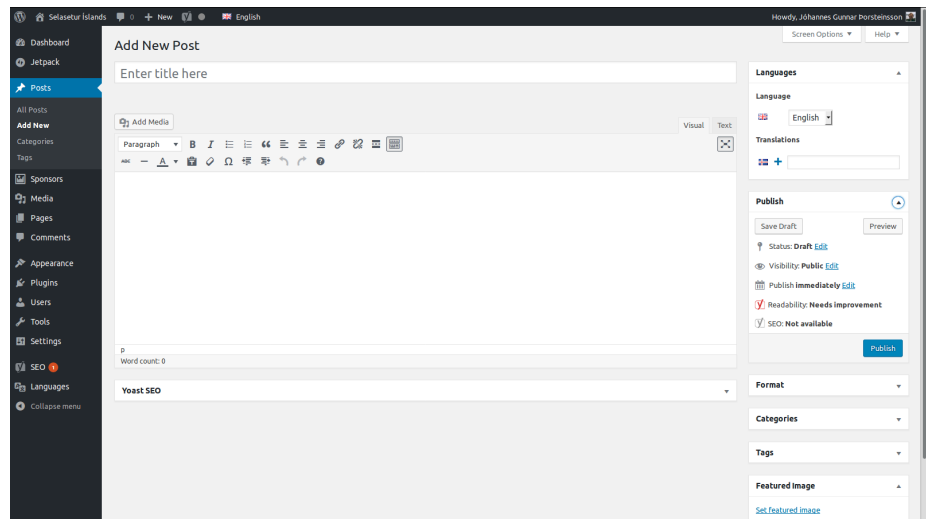 Selasetur Íslands 0 + New English Howdy, Jóhannes Gunnar Þorsteinsson
Screen Options ▼ Help ▼
Dashboard
Jetpack
Posts
All Posts
Add New
Categories
Tags
Sponsors
Media
Pages
Comments
Appearance
Plugins
Users
Tools
Settings
SEO 1
Languages
Collapse menu
Add New Post
Enter title here
Add Media
Visual Text
Paragraph ▼ B I
ABC A Ω
p
Word count: 0
Yoast SEO
Languages
Language
English
Translations
Publish
Save Draft Preview
Status: Draft Edit
Visibility: Public Edit
Publish immediately Edit
Readability: Needs improvement
SEO: Not available
Publish
Format
Categories
Tags
Featured Image
Set featured image